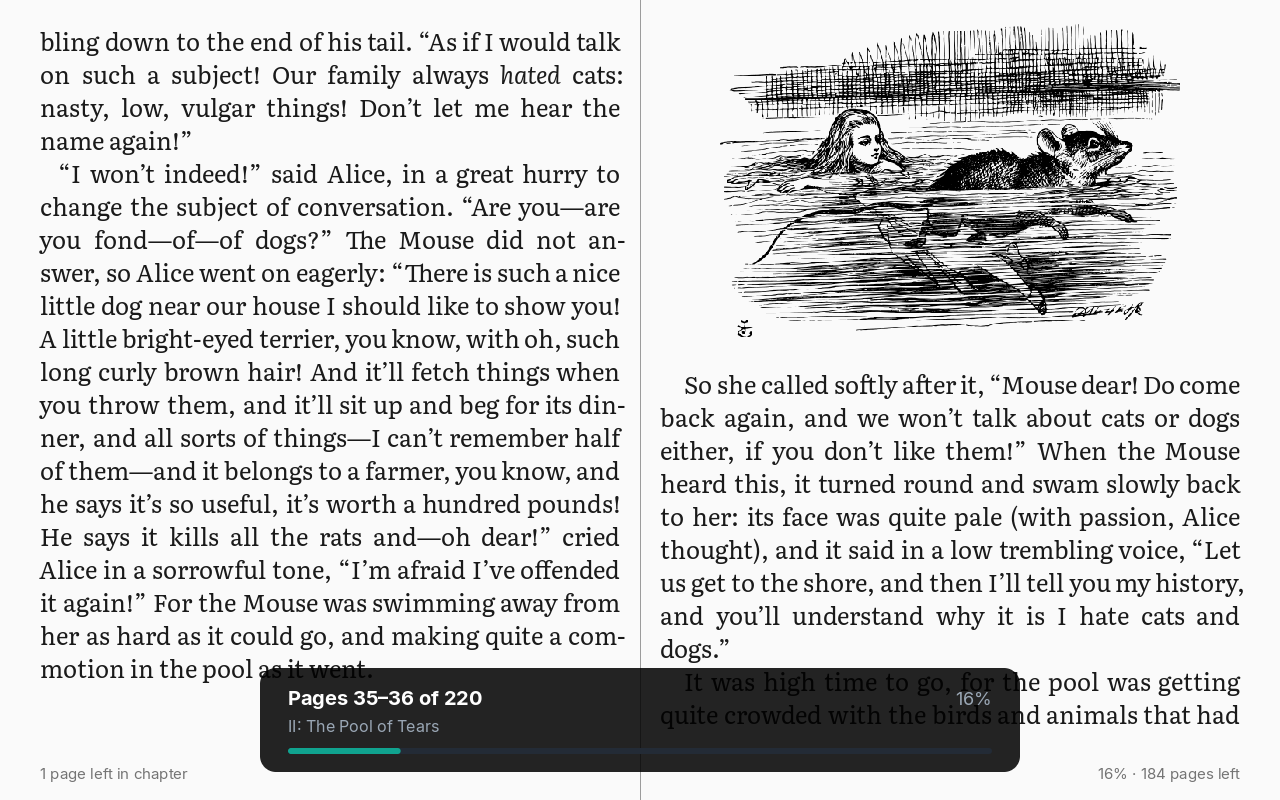 bling down to the end of his tail. “As if I would talk
on such a subject! Our family always hated cats:
nasty, low, vulgar things! Don’t let me hear the
name again!”
“I won’t indeed!” said Alice, in a great hurry to
change the subject of conversation. “Are you—are
you fond—of—of dogs?” The Mouse did not an-
swer, so Alice went on eagerly: “There is such a nice
little dog near our house I should like to show you!
A little bright-eyed terrier, you know, with oh, such
long curly brown hair! And it’ll fetch things when
you throw them, and it’ll sit up and beg for its din-
ner, and all sorts of things—I can’t remember half
of them—and it belongs to a farmer, you know, and
he says it’s so useful, it’s worth a hundred pounds!
He says it kills all the rats and—oh dear!” cried
Alice in a sorrowful tone, “I’m afraid I’ve offended
it again!” For the Mouse was swimming away from
her as hard as it could go, and making quite a com-
motion in the pool as it went.
So she called softly after it, “Mouse dear! Do come
back again, and we won’t talk about cats or dogs
either, if you don’t like them!” When the Mouse
heard this, it turned round and swam slowly back
to her: its face was quite pale (with passion, Alice
thought), and it said in a low trembling voice, “Let
us get to the shore, and then I’ll tell you my history,
and you’ll understand why it is I hate cats and
dogs.”
It was high time to go, for the pool was getting
quite crowded with the birds and animals that had
Pages 35–36 of 220
16%
II: The Pool of Tears
1 page left in chapter
16% · 184 pages left